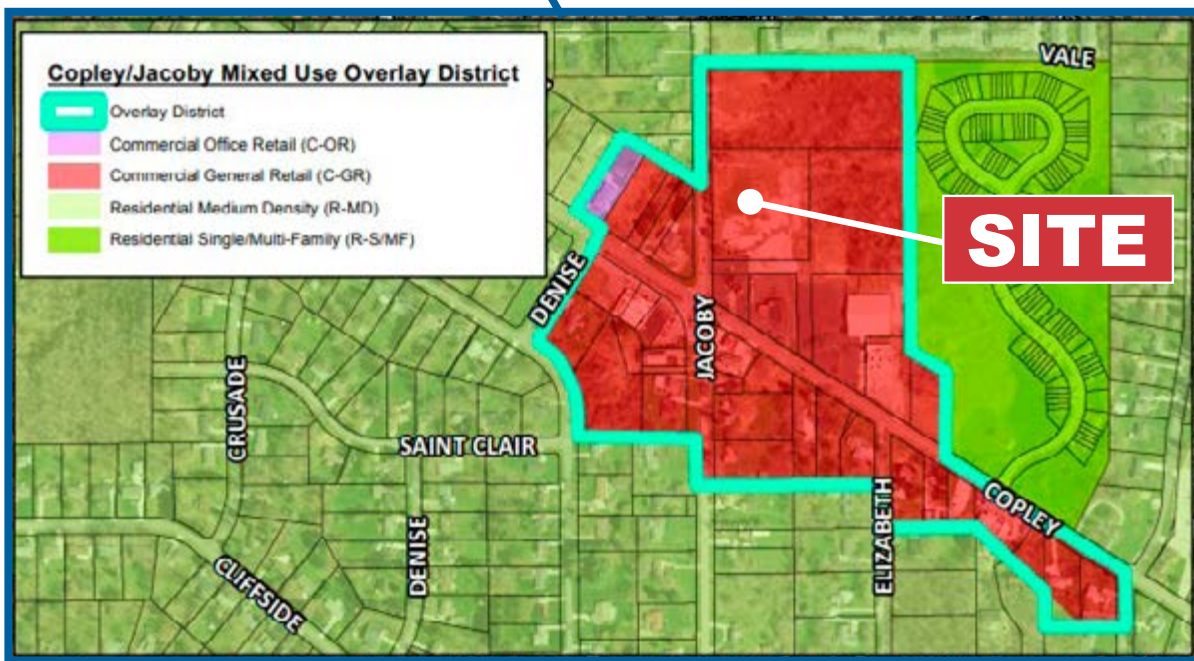 Copley/Jacoby Mixed Use Overlay District
Overlay District
Commercial Office Retail (C-OR)
Commercial General Retail (C-GR)
Residential Medium Density (R-MD)
Residential Single/Multi-Family (R-S/MF)
VALE
SITE
DENISE
JACOBY
CRUSADE
SAINT CLAIR
DENISE
ELIZABETH
COPLEY
CLIFFSIDE